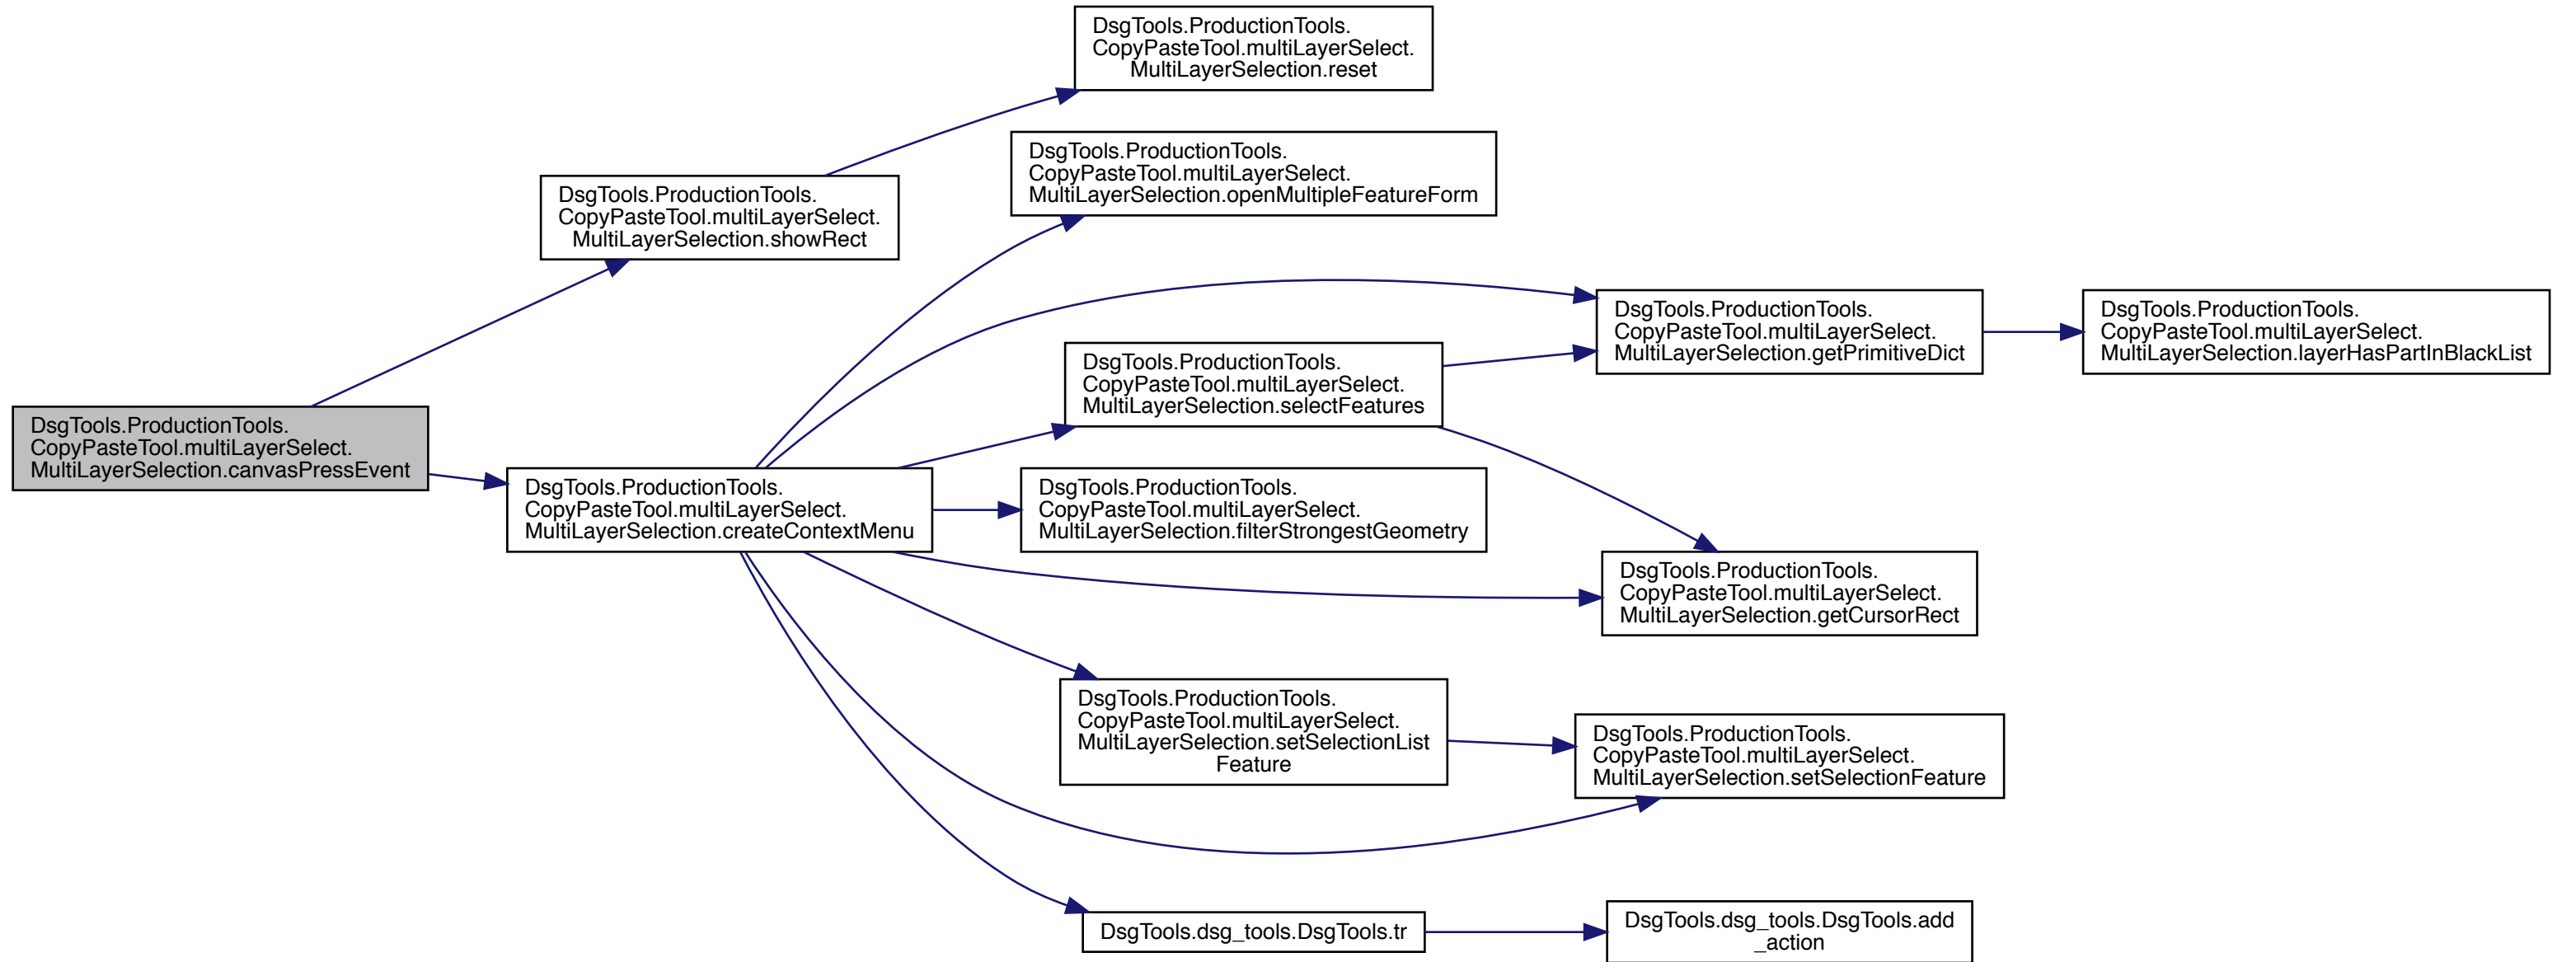 DsgTools.ProductionTools.
CopyPasteTool.multiLayerSelect.
MultiLayerSelection.reset
DsgTools.ProductionTools.
CopyPasteTool.multiLayerSelect.
MultiLayerSelection.openMultipleFeatureForm
DsgTools.ProductionTools.
CopyPasteTool.multiLayerSelect.
MultiLayerSelection.showRect
DsgTools.ProductionTools.
CopyPasteTool.multiLayerSelect.
MultiLayerSelection.getPrimitiveDict
DsgTools.ProductionTools.
CopyPasteTool.multiLayerSelect.
MultiLayerSelection.layerHasPartInBlackList
DsgTools.ProductionTools.
CopyPasteTool.multiLayerSelect.
MultiLayerSelection.selectFeatures
DsgTools.ProductionTools.
CopyPasteTool.multiLayerSelect.
MultiLayerSelection.canvasPressEvent
DsgTools.ProductionTools.
CopyPasteTool.multiLayerSelect.
MultiLayerSelection.createContextMenu
DsgTools.ProductionTools.
CopyPasteTool.multiLayerSelect.
MultiLayerSelection.filterStrongestGeometry
DsgTools.ProductionTools.
CopyPasteTool.multiLayerSelect.
MultiLayerSelection.getCursorRect
DsgTools.ProductionTools.
CopyPasteTool.multiLayerSelect.
MultiLayerSelection.setSelectionList
Feature
DsgTools.ProductionTools.
CopyPasteTool.multiLayerSelect.
MultiLayerSelection.setSelectionFeature
DsgTools.dsg_tools.DsgTools.tr
DsgTools.dsg_tools.DsgTools.add
_action